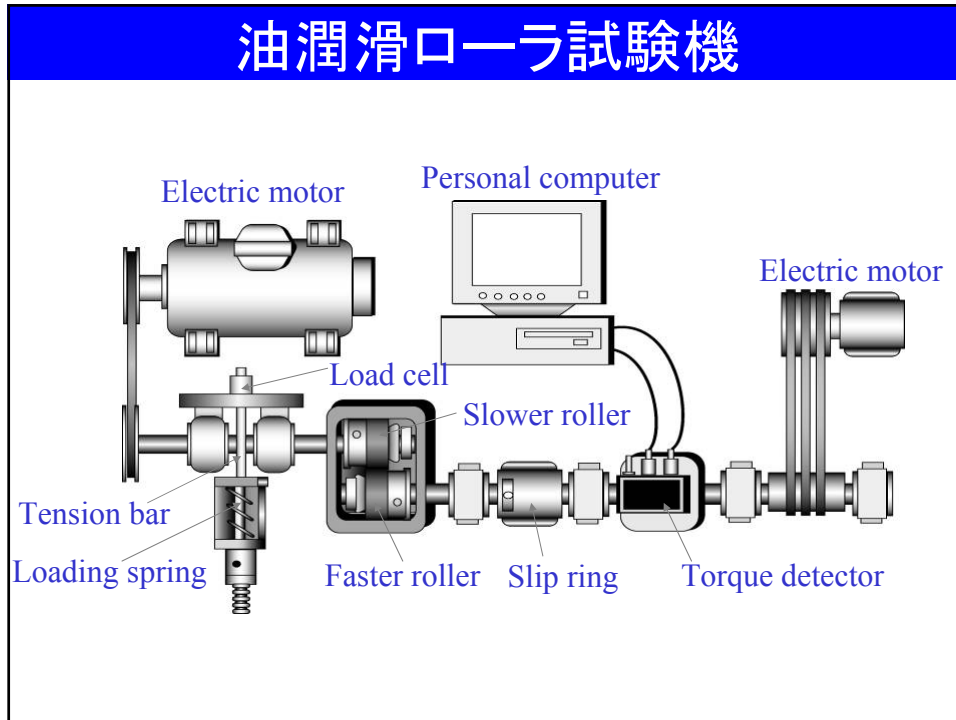 油潤滑ローラ試験機
Electric motor
Personal computer
Electric motor
Load cell
Slower roller
Tension bar
Loading spring
Faster roller
Slip ring
Torque detector